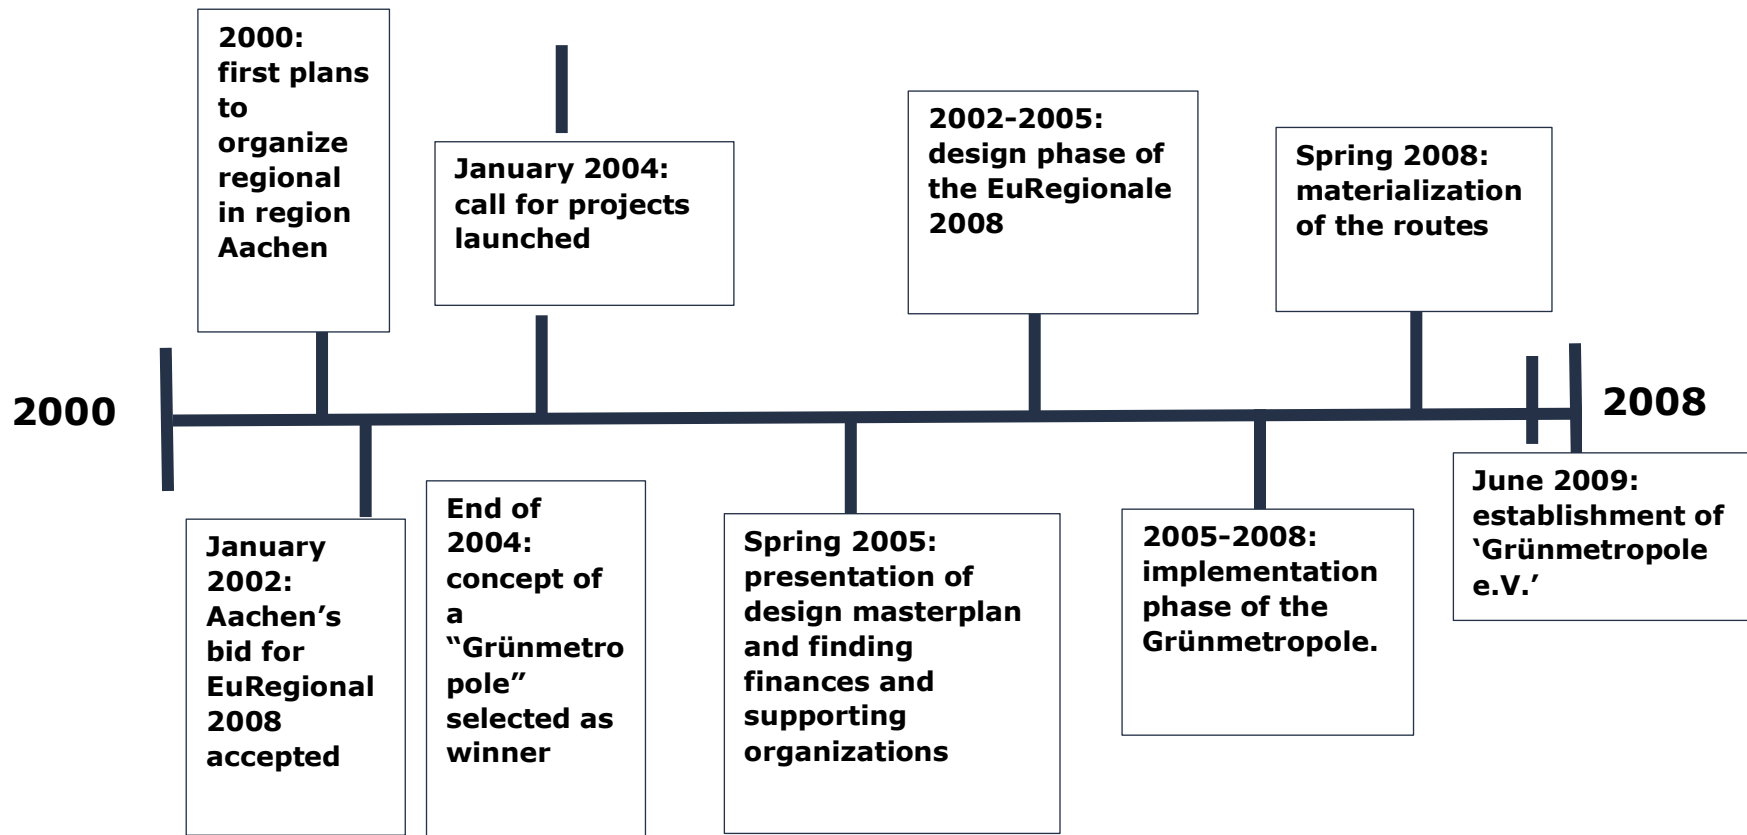 2000
2000:
first plans
to
organize
regional
in region
Aachen
January 2004:
call for projects
launched
2002-2005:
design phase of
the EuRegionale
2008
Spring 2008:
materialization
of the routes
2008
January
2002:
Aachen’s
bid for
EuRegional
2008
accepted
End of
2004:
concept of
a
“Grünmetro
pole”
selected as
winner
Spring 2005:
presentation of
design masterplan
and finding
finances and
supporting
organizations
2005-2008:
implementation
phase of the
Grünmetropole.
June 2009:
establishment of
‘Grünmetropole
e.V.’